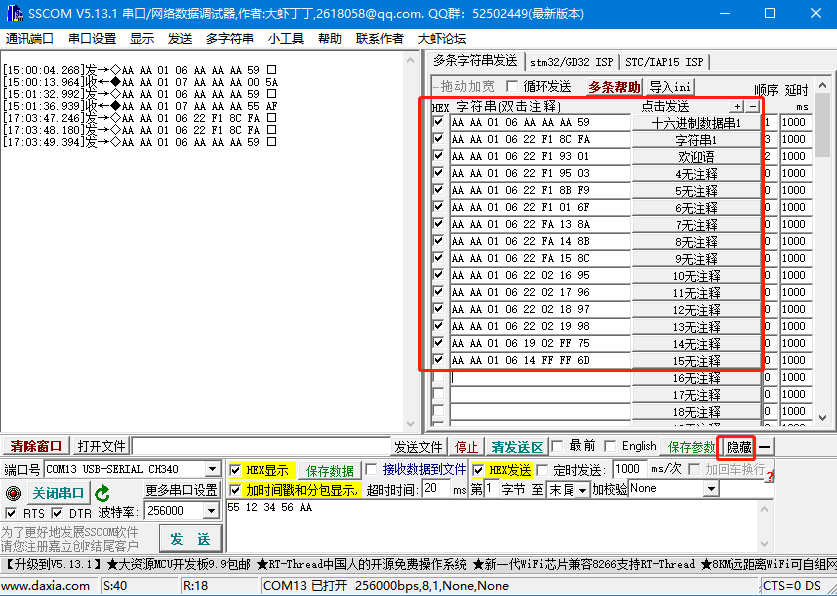 SSCOM V5.13.1 串口/网络数据调试器,作者:大虾丁丁,2618058@qq.com. QQ群: 52502449(最新版本)
通讯端口 串口设置 显示 发送 多字符串 小工具 帮助 联系作者 大虾论坛
[15:00:04.268]发→◇AA AA 01 06 AA AA AA 59 □
[15:00:13.964]收←◆AA AA 01 07 AA AA AA 00 5A
[15:01:32.992]发→◇AA AA 01 06 AA AA AA 59 □
[15:01:36.939]收←◆AA AA 01 07 AA AA AA 55 AF
[17:03:47.246]发→◇AA AA 01 06 22 F1 8C FA □
[17:03:48.180]发→◇AA AA 01 06 22 F1 8C FA □
[17:03:49.394]发→◇AA AA 01 06 AA AA AA 59 □
多条字符串发送 stm32/GD32 ISP STC/IAP15 ISP
拖动加宽 循环发送 多条帮助 导入ini 顺序 延时
HEX 字符串(双击注释) 点击发送 + − ms
AA AA 01 06 AA AA AA 59 十六进制数据串1 1 1000
AA AA 01 06 22 F1 8C FA 字符串1 3 1000
AA AA 01 06 22 F1 93 01 欢迎语 2 1000
AA AA 01 06 22 F1 95 03 4无注释 0 1000
AA AA 01 06 22 F1 8B F9 5无注释 0 1000
AA AA 01 06 22 F1 01 6F 6无注释 0 1000
AA AA 01 06 22 FA 13 8A 7无注释 0 1000
AA AA 01 06 22 FA 14 8B 8无注释 0 1000
AA AA 01 06 22 FA 15 8C 9无注释 0 1000
AA AA 01 06 22 02 16 95 10无注释 0 1000
AA AA 01 06 22 02 17 96 11无注释 0 1000
AA AA 01 06 22 02 18 97 12无注释 0 1000
AA AA 01 06 22 02 19 98 13无注释 0 1000
AA AA 01 06 19 02 FF 75 14无注释 0 1000
AA AA 01 06 14 FF FF 6D 15无注释 0 1000
16无注释 0 1000
17无注释 0 1000
18无注释 0 1000
清除窗口 打开文件 发送文件 停止 清发送区 最前 English 保存参数 隐藏 −
端口号 COM13 USB-SERIAL CH340 HEX显示 保存数据 接收数据到文件 HEX发送 定时发送: 1000 ms/次 加回车换行
关闭串口 更多串口设置 加时间戳和分包显示, 超时时间: 20 ms 第 1 字节 至 末尾 加校验 None
RTS DTR 波特率: 256000 55 12 34 56 AA
为了更好地发展SSCOM软件
请您注册嘉立创F结尾客户 发 送
【升级到V5.13.1】★大资源MCU开发板9.9包邮 ★RT-Thread中国人的开源免费操作系统 ★新一代WiFi芯片兼容8266支持RT-Thread ★8KM远距离WiFi可自组网
www.daxia.com S:40 R:18 COM13 已打开 256000bps,8,1,None,None CTS=0 DS